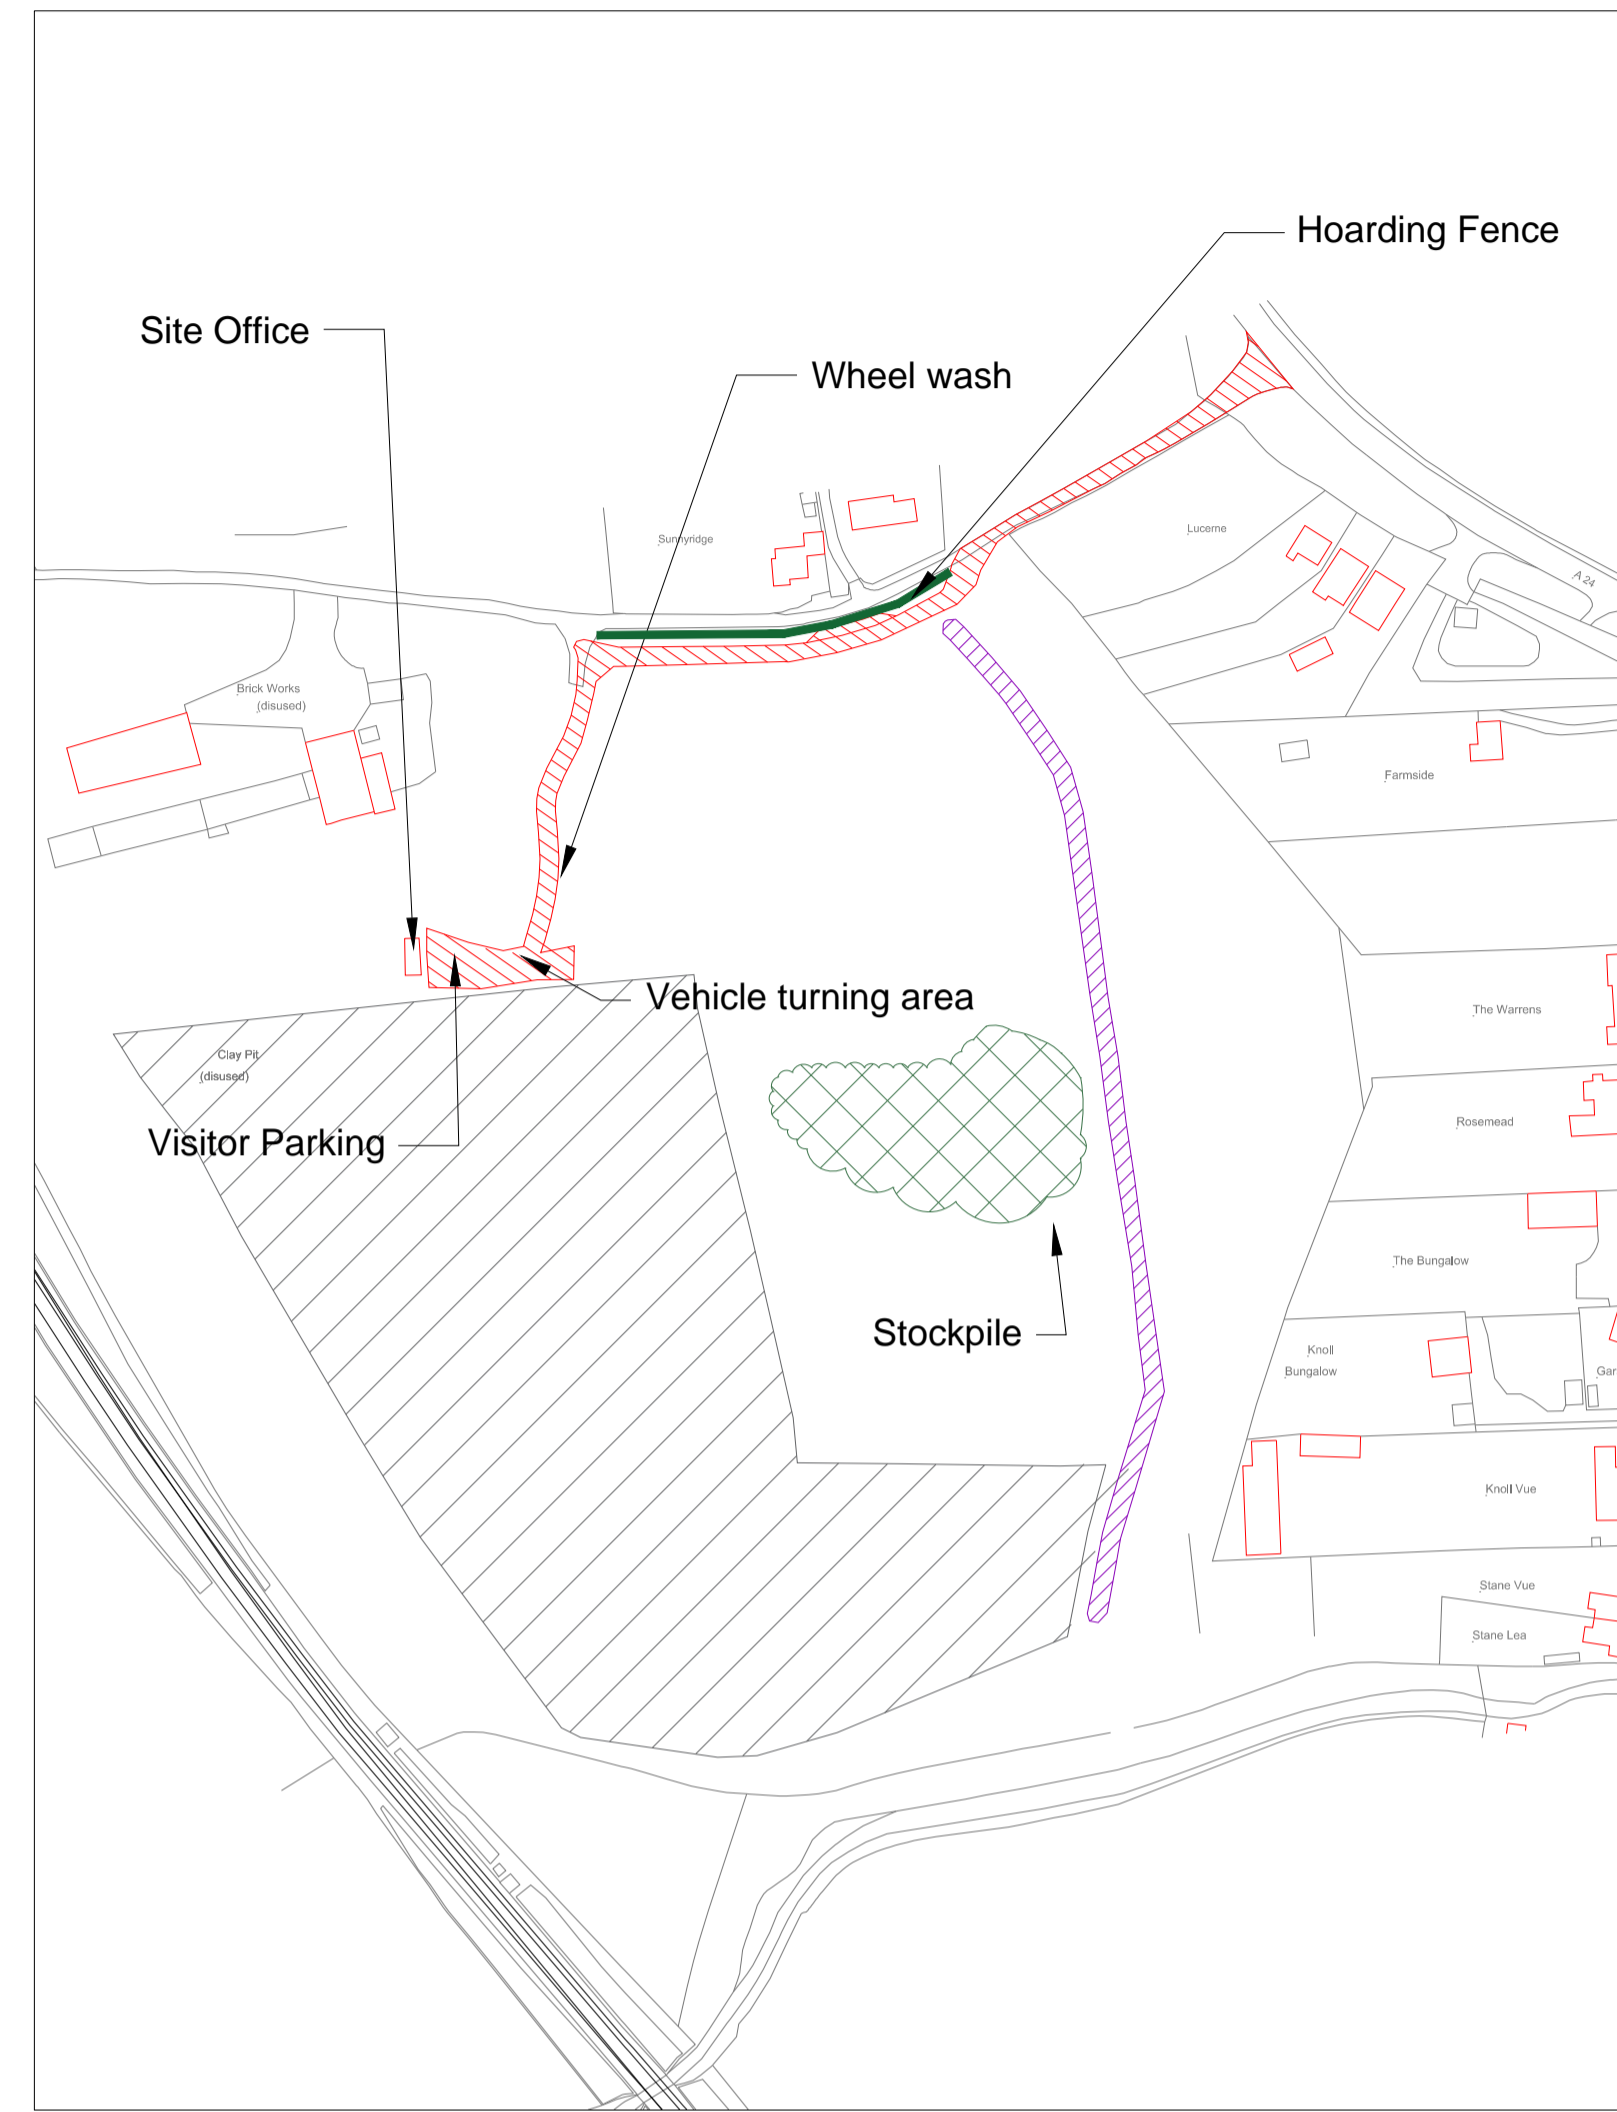 Hoarding Fence
Site Office
Wheel wash
Sunnyridge
Lucerne
A 24
Brick Works
(disused)
Farmside
Vehicle turning area
The Warrens
Clay Pit
(disused)
Visitor Parking
Rosemead
The Bungalow
Stockpile
Knoll
Bungalow
Gar
Knoll Vue
Stane Vue
Stane Lea